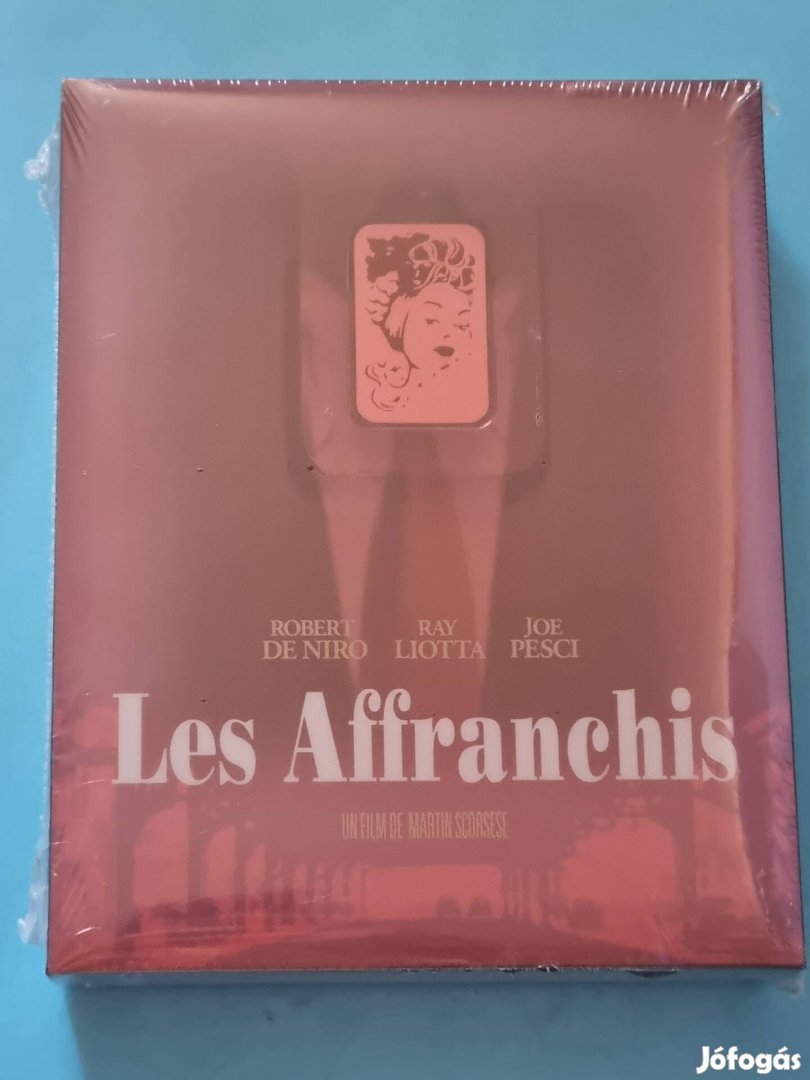 ROBERT DE NIRO
RAY LIOTTA
JOE PESCI
Les Affranchis
UN FILM DE MARTIN SCORSESE
Jófogás